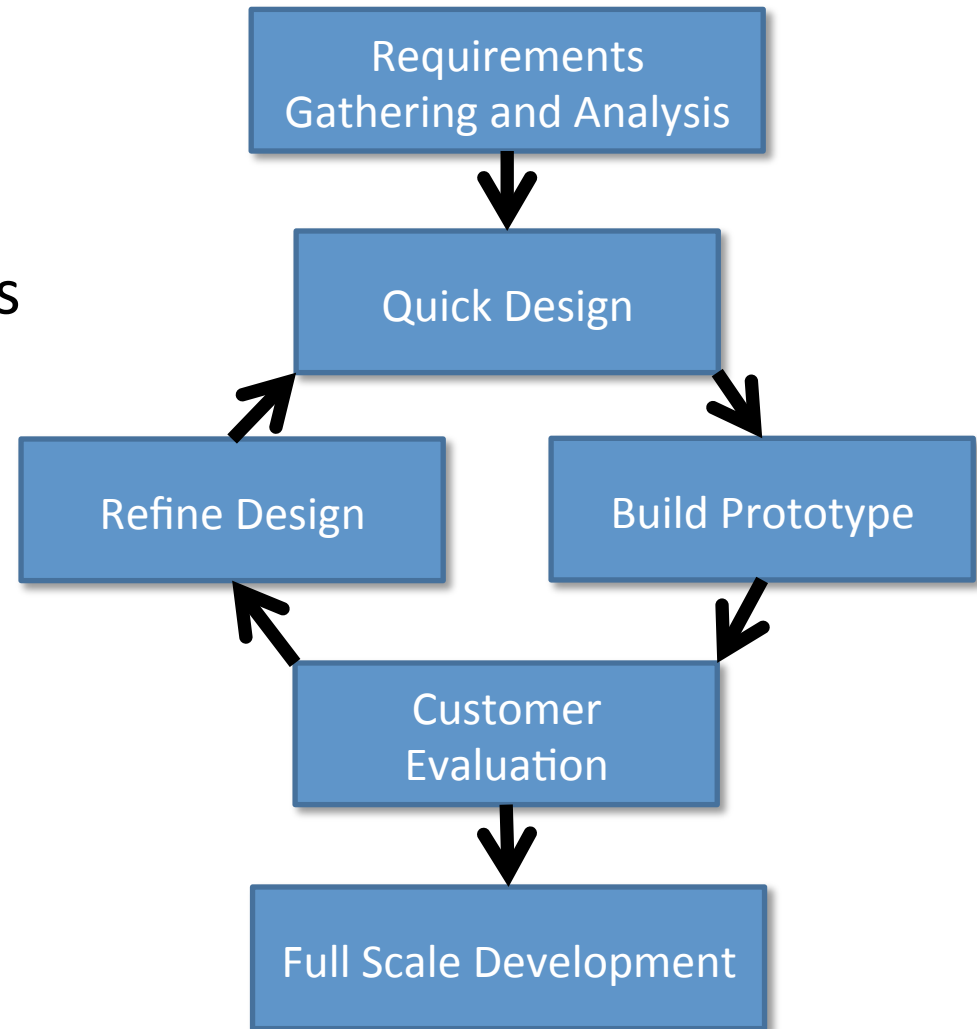 Requirements
Gathering and Analysis
s
Quick Design
Refine Design
Build Prototype
Customer
Evaluation
Full Scale Development